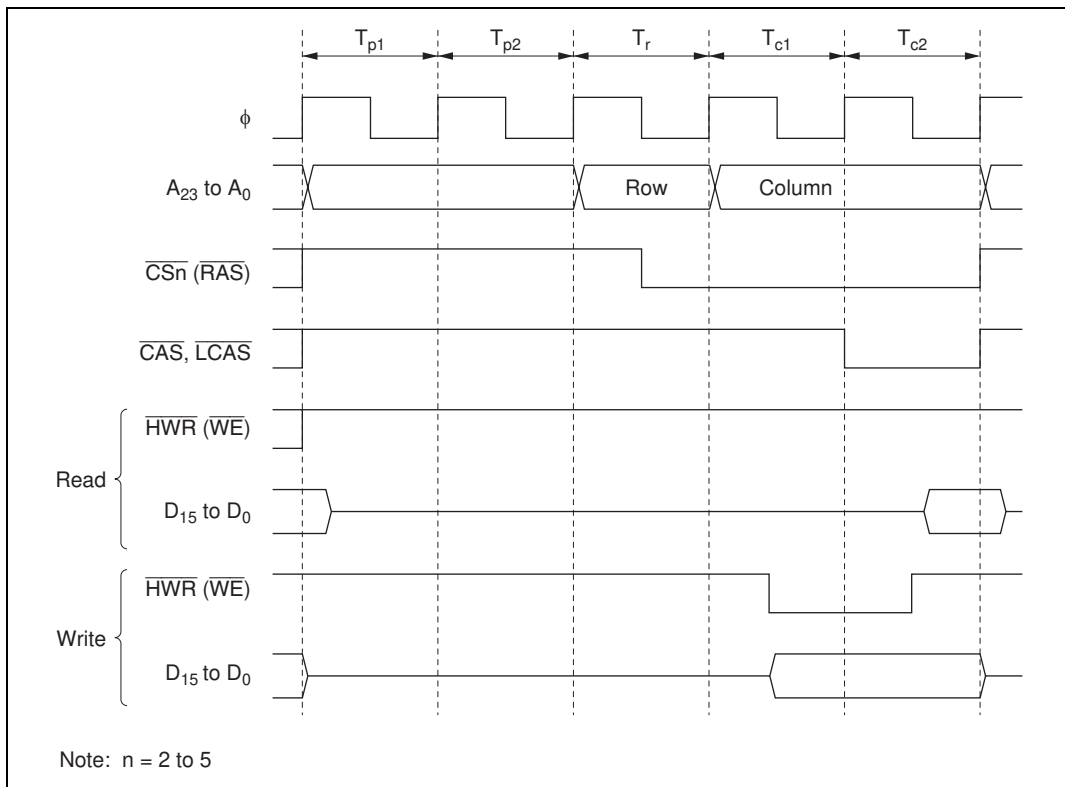 Tp1 Tp2 Tr Tc1 Tc2
ϕ
A23 to A0
Row Column
CSn (RAS)
CAS, LCAS
Read
HWR (WE)
D15 to D0
Write
HWR (WE)
D15 to D0
Note: n = 2 to 5